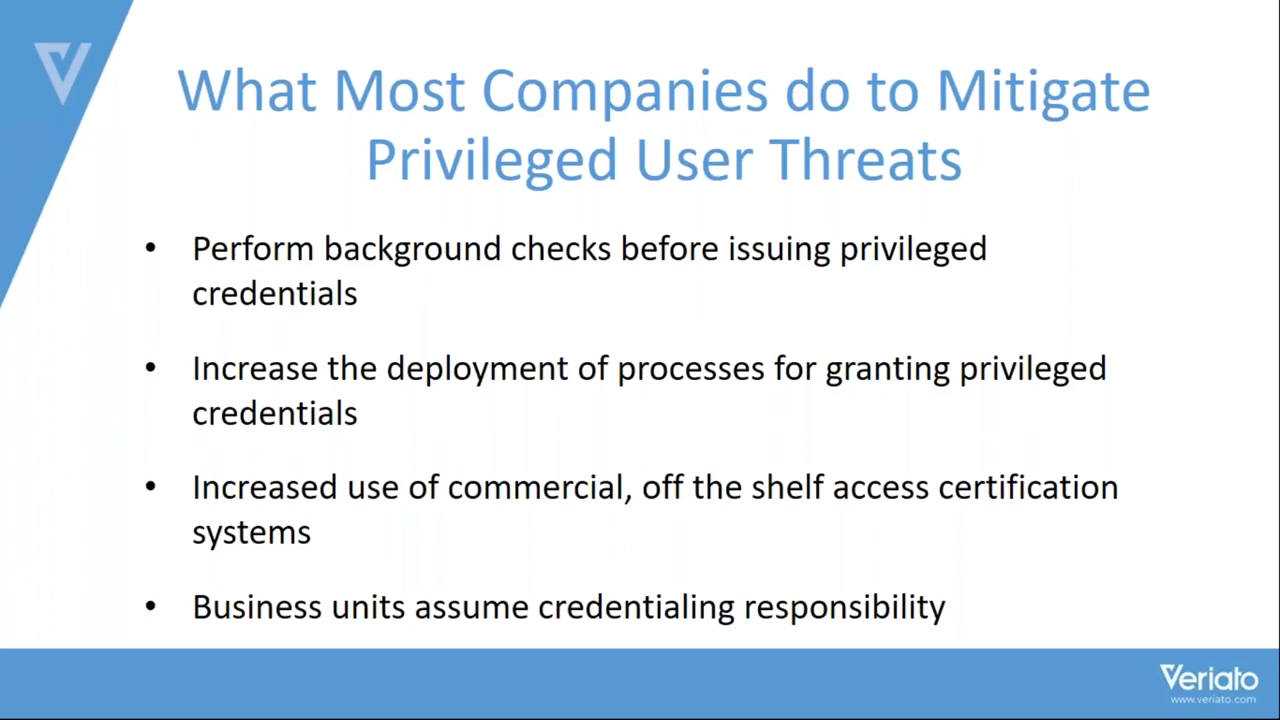 What Most Companies do to Mitigate
Privileged User Threats
• Perform background checks before issuing privileged
credentials
• Increase the deployment of processes for granting privileged
credentials
• Increased use of commercial, off the shelf access certification
systems
• Business units assume credentialing responsibility
Veriato
www.veriato.com